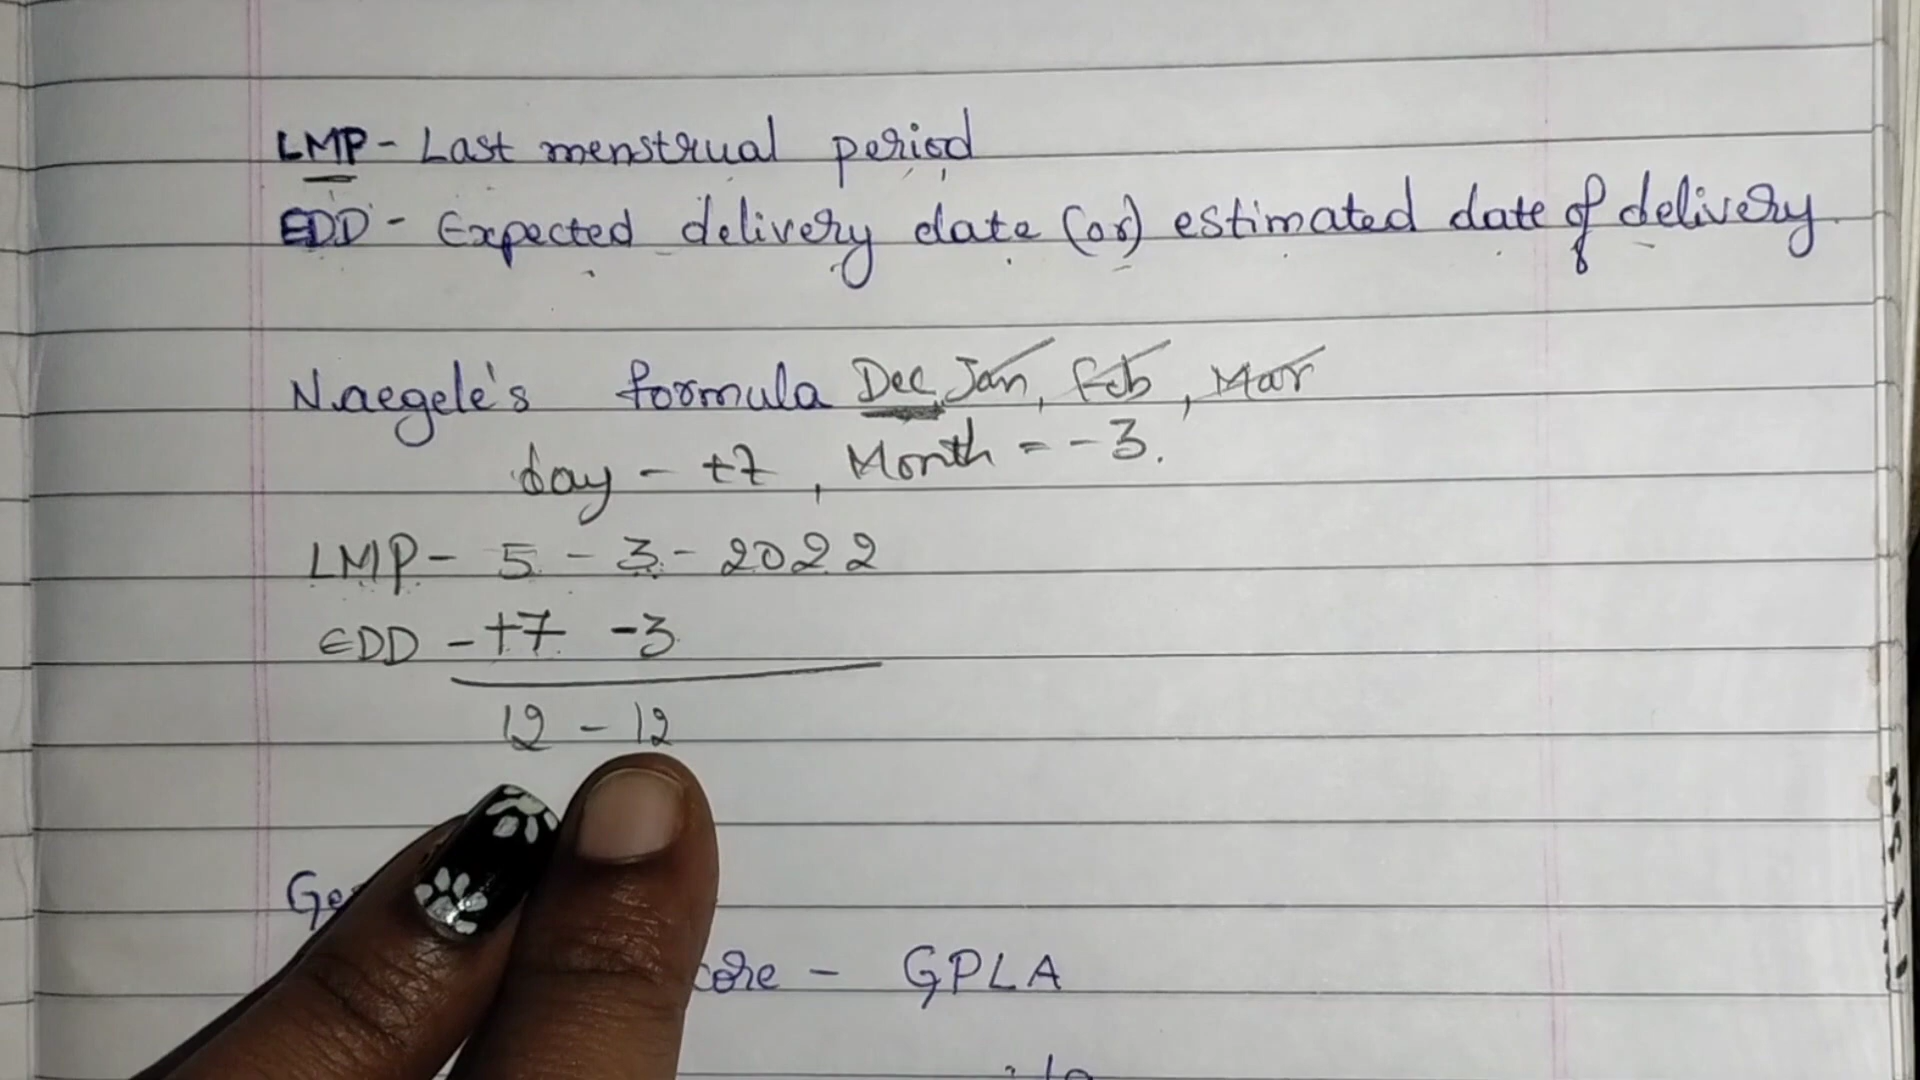 LMP - Last menstrual period
EDD - Expected delivery date (or) estimated date of delivery
Naegele's formula Dec, Jan, Feb, Mar
day - +7, Month = -3.
LMP - 5 - 3 - 2022
EDD - +7 -3
12 - 12
- GPLA